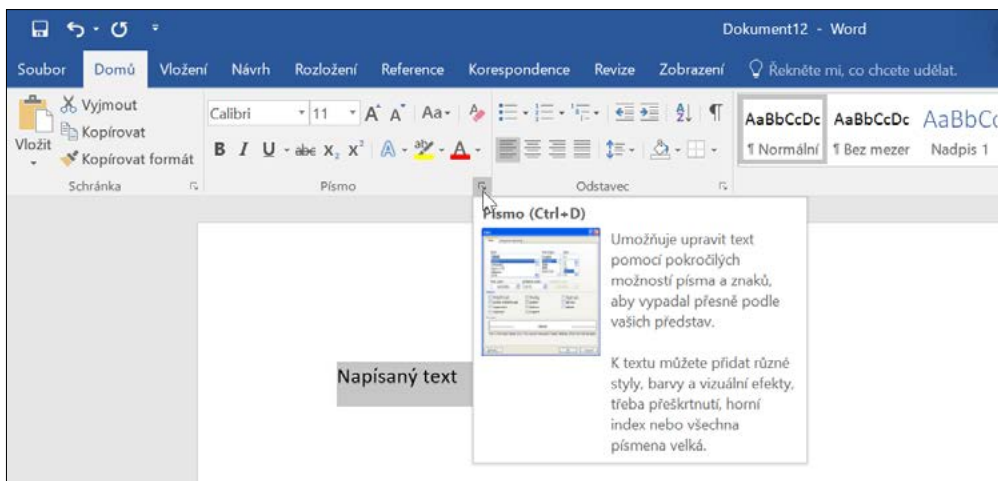 Dokument12 - Word
Soubor Domů Vložení Návrh Rozložení Reference Korespondence Revize Zobrazení Řekněte mi, co chcete udělat.
Vyjmout
Kopírovat
Kopírovat formát
Vložit
Schránka
Calibri 11 A A Aa
B I U abc X₂ X² A ab A
Písmo
Odstavec
AaBbCcDc AaBbCcDc AaBbCc
¶ Normální ¶ Bez mezer Nadpis 1
Písmo (Ctrl+D)
Umožňuje upravit text
pomocí pokročilých
možností písma a znaků,
aby vypadal přesně podle
vašich představ.
K textu můžete přidat různé
styly, barvy a vizuální efekty,
třeba přeškrtnutí, horní
index nebo všechna
písmena velká.
Napísaný text